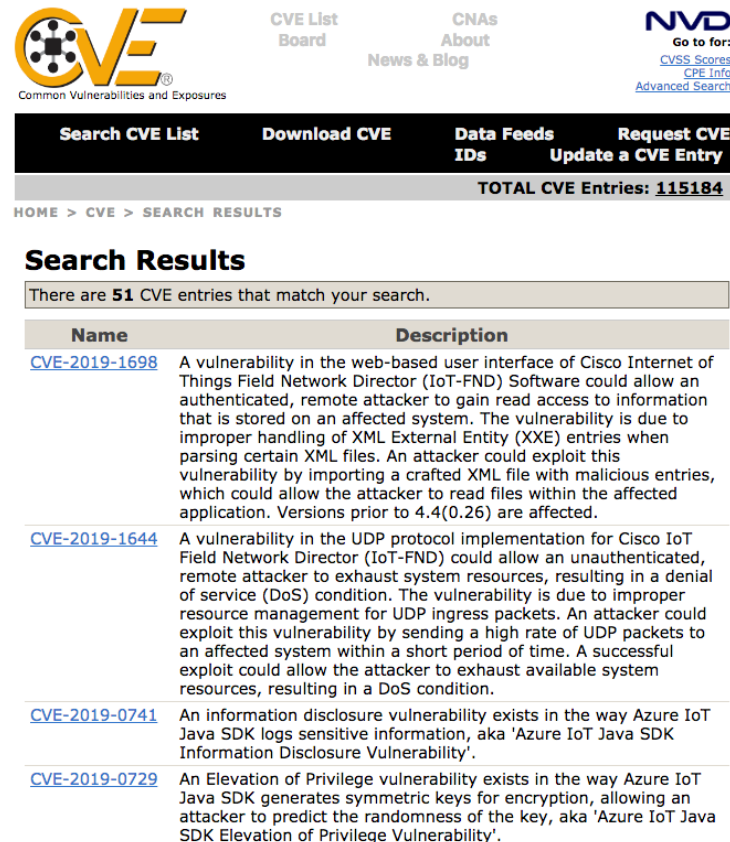 CVE
®
Common Vulnerabilities and Exposures
CVE List
CNAs
Board
About
News & Blog
NVD
Go to for:
CVSS Scores
CPE Info
Advanced Search
Search CVE List
Download CVE
Data Feeds
Request CVE
IDs
Update a CVE Entry
TOTAL CVE Entries: 115184
HOME > CVE > SEARCH RESULTS
Search Results
There are 51 CVE entries that match your search.
Name
Description
CVE-2019-1698
A vulnerability in the web-based user interface of Cisco Internet of
Things Field Network Director (IoT-FND) Software could allow an
authenticated, remote attacker to gain read access to information
that is stored on an affected system. The vulnerability is due to
improper handling of XML External Entity (XXE) entries when
parsing certain XML files. An attacker could exploit this
vulnerability by importing a crafted XML file with malicious entries,
which could allow the attacker to read files within the affected
application. Versions prior to 4.4(0.26) are affected.
CVE-2019-1644
A vulnerability in the UDP protocol implementation for Cisco IoT
Field Network Director (IoT-FND) could allow an unauthenticated,
remote attacker to exhaust system resources, resulting in a denial
of service (DoS) condition. The vulnerability is due to improper
resource management for UDP ingress packets. An attacker could
exploit this vulnerability by sending a high rate of UDP packets to
an affected system within a short period of time. A successful
exploit could allow the attacker to exhaust available system
resources, resulting in a DoS condition.
CVE-2019-0741
An information disclosure vulnerability exists in the way Azure IoT
Java SDK logs sensitive information, aka 'Azure IoT Java SDK
Information Disclosure Vulnerability'.
CVE-2019-0729
An Elevation of Privilege vulnerability exists in the way Azure IoT
Java SDK generates symmetric keys for encryption, allowing an
attacker to predict the randomness of the key, aka 'Azure IoT Java
SDK Elevation of Privilege Vulnerability'.